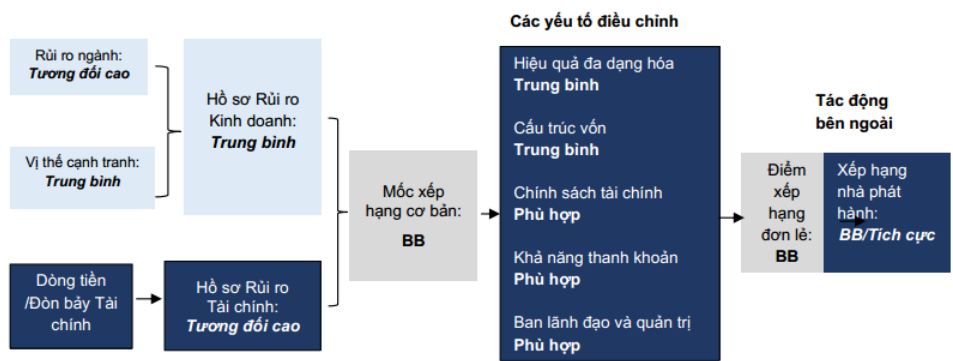 Rủi ro ngành:
Tương đối cao
Vị thế cạnh tranh:
Trung bình
Hồ sơ Rủi ro
Kinh doanh:
Trung bình
Dòng tiền
/Đòn bảy Tài
chính
Hồ sơ Rủi ro
Tài chính:
Tương đối cao
Mốc xếp
hạng cơ bản:
BB
Các yếu tố điều chỉnh
Hiệu quả đa dạng hóa
Trung bình
Cấu trúc vốn
Trung bình
Chính sách tài chính
Phù hợp
Khả năng thanh khoản
Phù hợp
Ban lãnh đạo và quản trị
Phù hợp
Tác động
bên ngoài
Điểm
xếp
hạng
đơn lẻ:
BB
Xếp hạng
nhà phát
hành:
BB/Tích cực